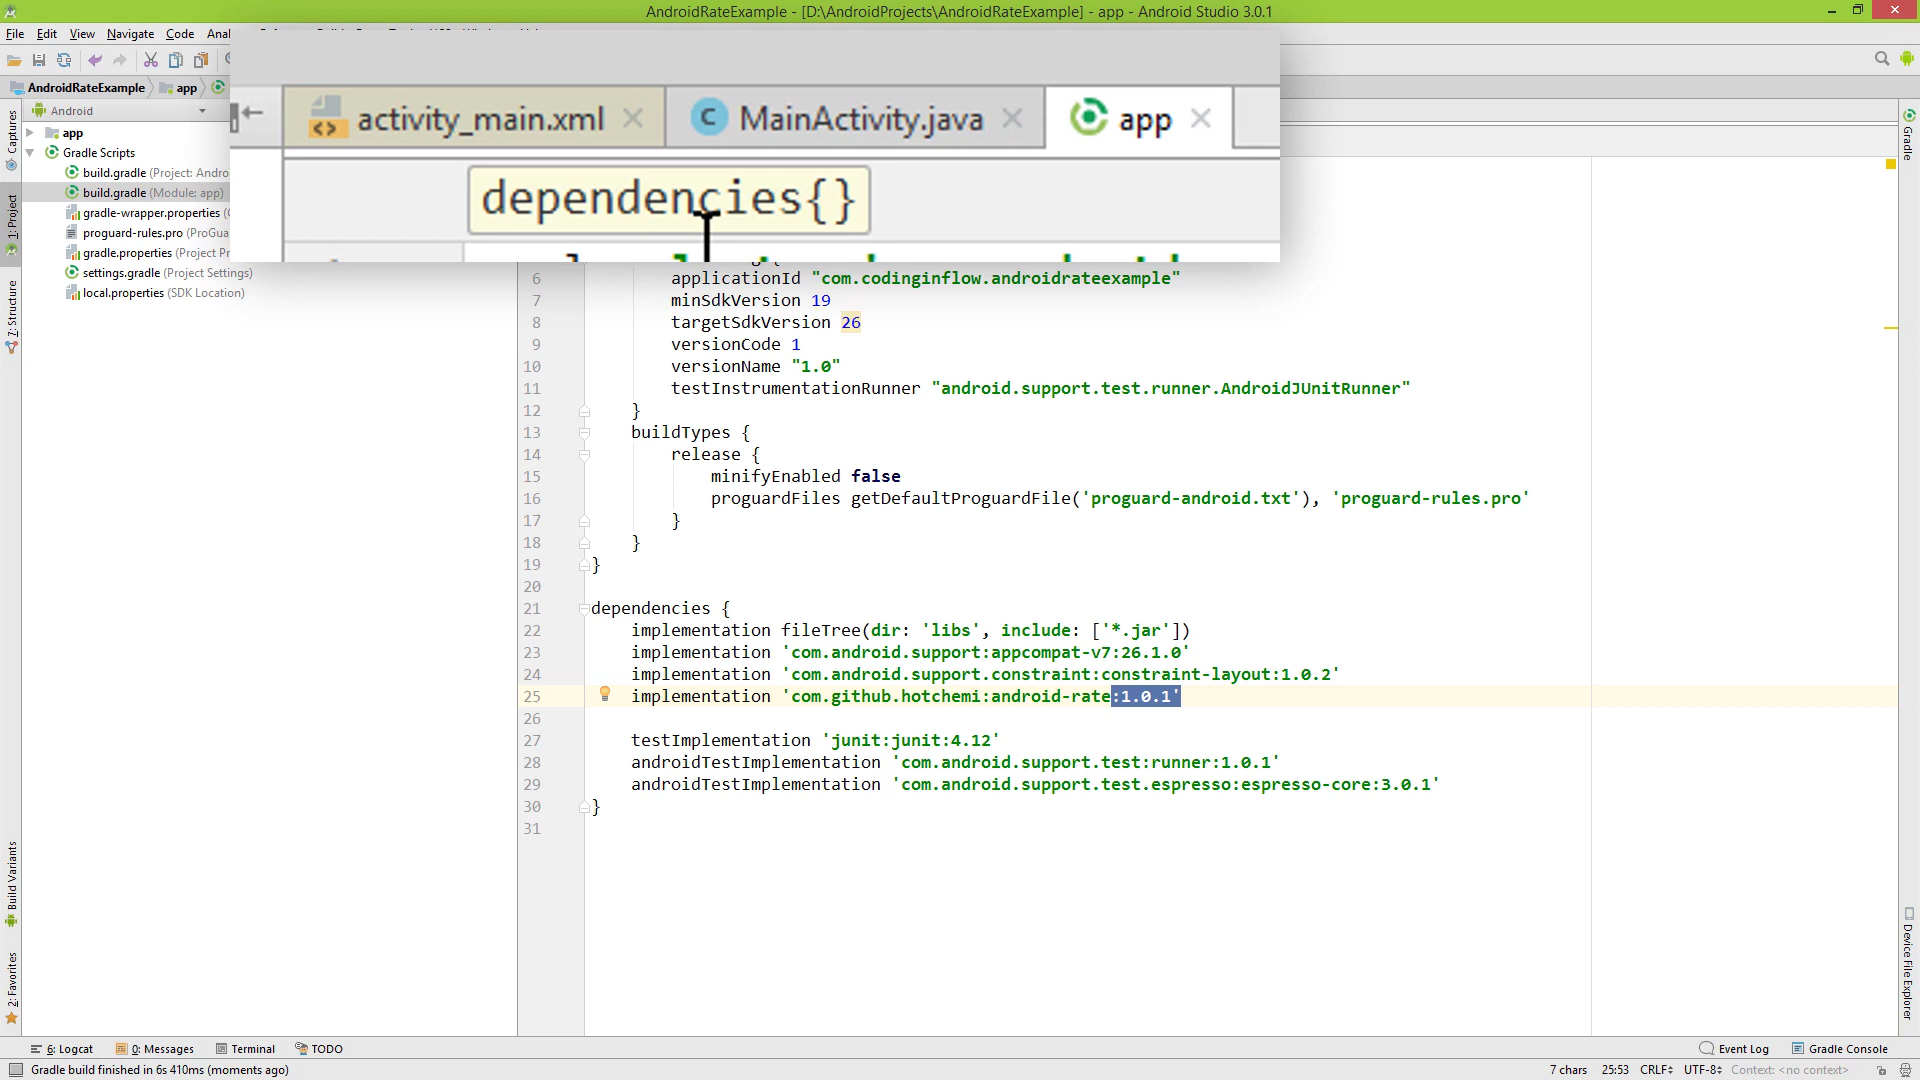 AndroidRateExample - [D:\AndroidProjects\AndroidRateExample] - app - Android Studio 3.0.1
File Edit View Navigate Code
AndroidRateExample app
Android
app
Gradle Scripts
build.gradle (Project: Andro
build.gradle (Module: app)
gradle-wrapper.properties
proguard-rules.pro (ProGua
gradle.properties (Project Pr
settings.gradle (Project Settings)
local.properties (SDK Location)
Captures
1: Project
7: Structure
Build Variants
2: Favorites
activity_main.xml MainActivity.java app
dependencies{}
6 applicationId "com.codinginflow.androidrateexample"
7 minSdkVersion 19
8 targetSdkVersion 26
9 versionCode 1
10 versionName "1.0"
11 testInstrumentationRunner "android.support.test.runner.AndroidJUnitRunner"
12 }
13 buildTypes {
14 release {
15 minifyEnabled false
16 proguardFiles getDefaultProguardFile('proguard-android.txt'), 'proguard-rules.pro'
17 }
18 }
19 }
20
21 dependencies {
22 implementation fileTree(dir: 'libs', include: ['*.jar'])
23 implementation 'com.android.support:appcompat-v7:26.1.0'
24 implementation 'com.android.support.constraint:constraint-layout:1.0.2'
25 implementation 'com.github.hotchemi:android-rate:1.0.1'
26
27 testImplementation 'junit:junit:4.12'
28 androidTestImplementation 'com.android.support.test:runner:1.0.1'
29 androidTestImplementation 'com.android.support.test.espresso:espresso-core:3.0.1'
30 }
31
Gradle
Device File Explorer
6: Logcat 0: Messages Terminal TODO Event Log Gradle Console
Gradle build finished in 6s 410ms (moments ago) 7 chars 25:53 CRLF UTF-8 Context: <no context>